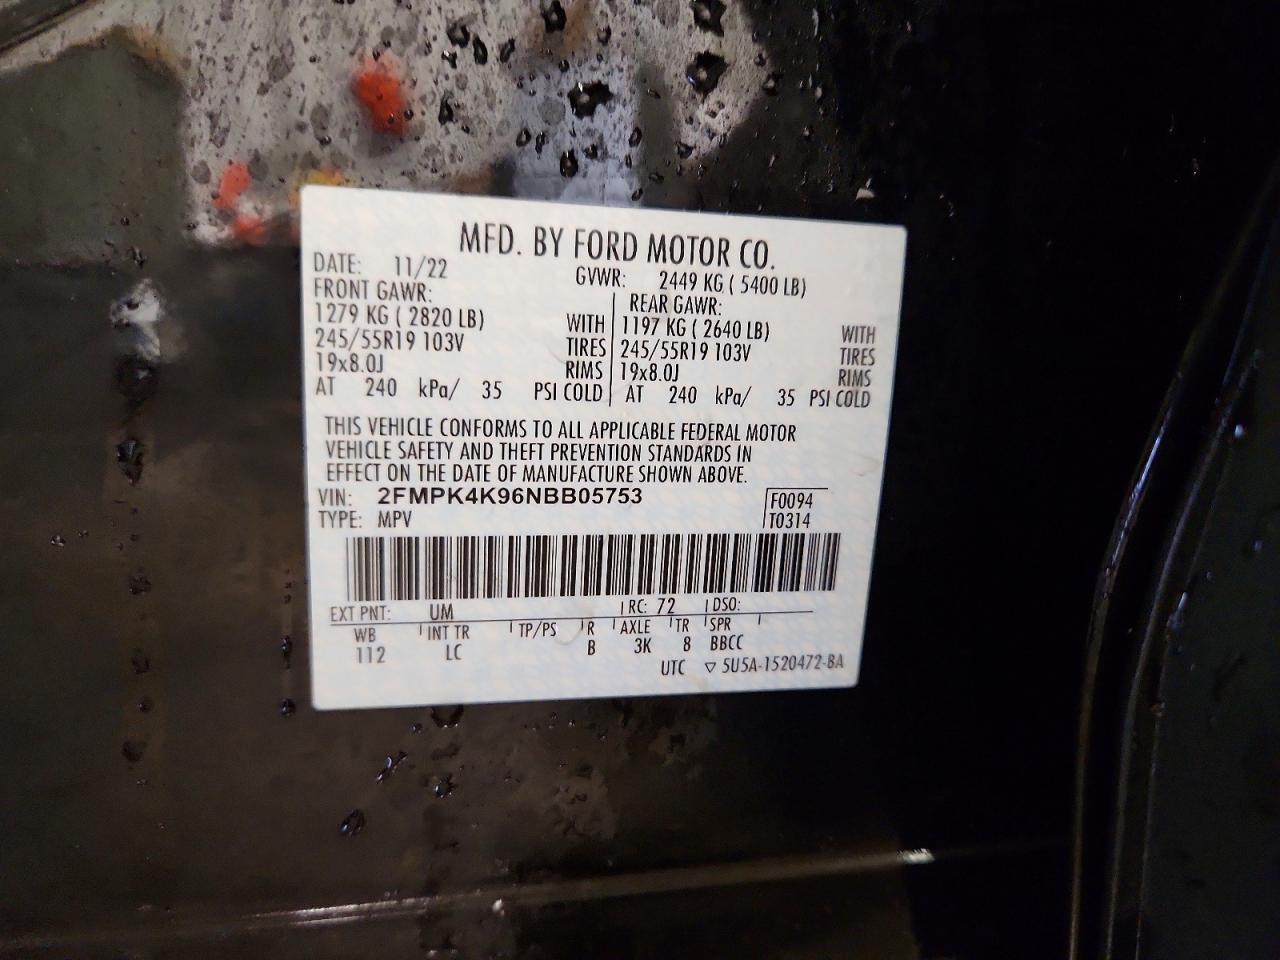 MFD. BY FORD MOTOR CO.
DATE: 11/22 GVWR: 2449 KG ( 5400 LB)
FRONT GAWR: REAR GAWR:
1279 KG ( 2820 LB) WITH 1197 KG ( 2640 LB) WITH
245/55R19 103V TIRES 245/55R19 103V TIRES
19x8.0J RIMS 19x8.0J RIMS
AT 240 kPa/ 35 PSI COLD AT 240 kPa/ 35 PSI COLD
THIS VEHICLE CONFORMS TO ALL APPLICABLE FEDERAL MOTOR
VEHICLE SAFETY AND THEFT PREVENTION STANDARDS IN
EFFECT ON THE DATE OF MANUFACTURE SHOWN ABOVE.
VIN: 2FMPK4K96NBB05753 F0094
TYPE: MPV T0314
EXT PNT: UM RC: 72 DSO:
WB INT TR TP/PS R AXLE TR SPR
112 LC B 3K 8 BBCC
UTC ▽ 5U5A-1520472-BA